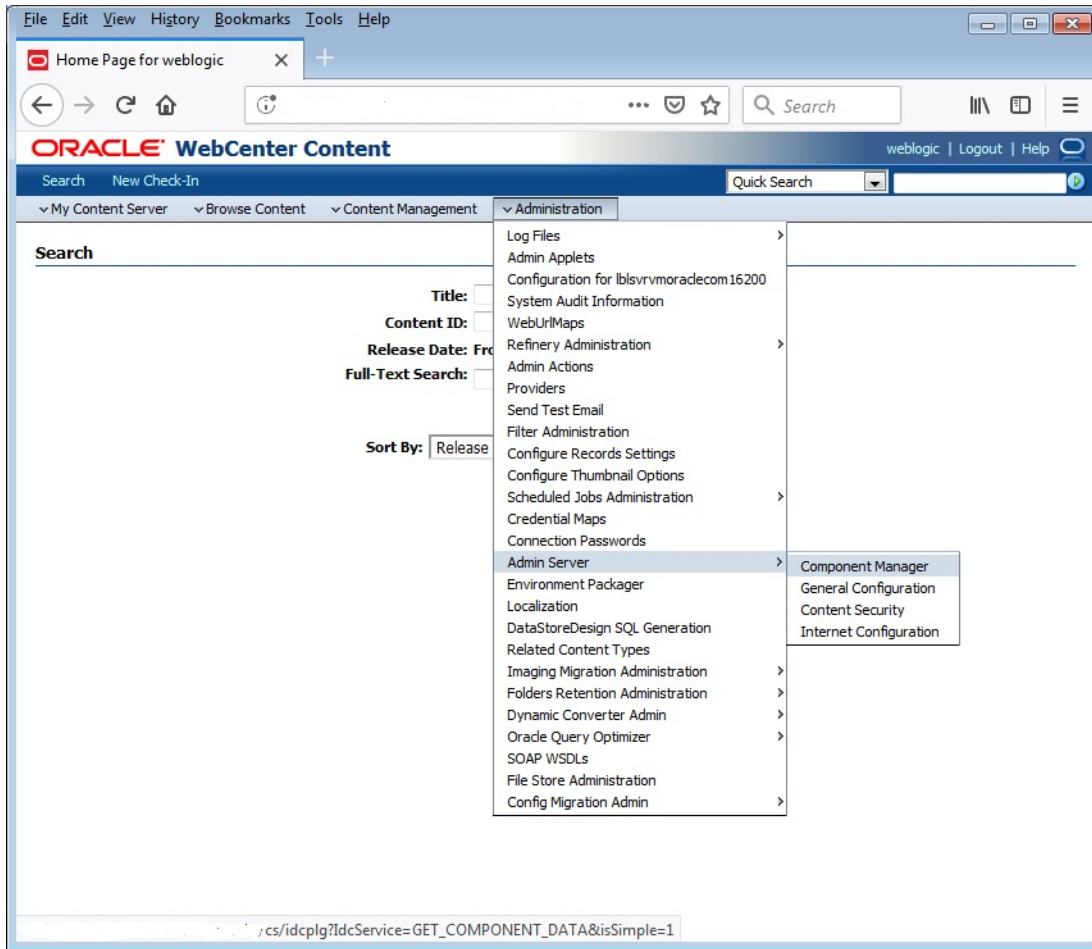 File Edit View History Bookmarks Tools Help
Home Page for weblogic
Search
ORACLE WebCenter Content
weblogic | Logout | Help
Search New Check-In
Quick Search
My Content Server Browse Content Content Management Administration
Search
Title:
Content ID:
Release Date: Fro
Full-Text Search:
Sort By: Release
Log Files
Admin Applets
Configuration for lblsvrvmoraclecom16200
System Audit Information
WebUrlMaps
Refinery Administration
Admin Actions
Providers
Send Test Email
Filter Administration
Configure Records Settings
Configure Thumbnail Options
Scheduled Jobs Administration
Credential Maps
Connection Passwords
Admin Server
Environment Packager
Localization
DataStoreDesign SQL Generation
Related Content Types
Imaging Migration Administration
Folders Retention Administration
Dynamic Converter Admin
Oracle Query Optimizer
SOAP WSDLs
File Store Administration
Config Migration Admin
Component Manager
General Configuration
Content Security
Internet Configuration
cs/idcplg?IdcService=GET_COMPONENT_DATA&isSimple=1